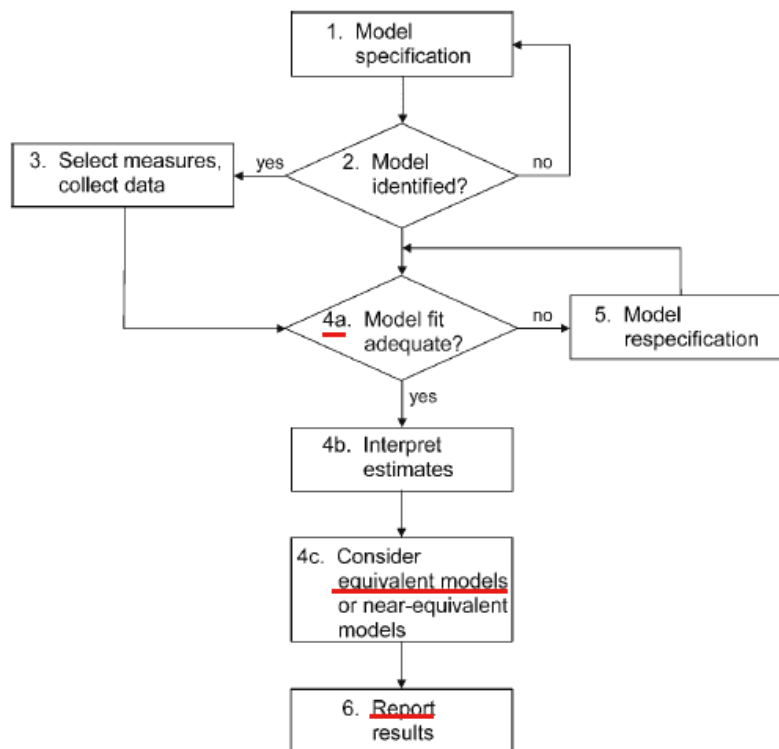 1. Model
specification
3. Select measures,
collect data
yes
2. Model
identified?
no
4a. Model fit
adequate?
no
5. Model
respecification
yes
4b. Interpret
estimates
4c. Consider
equivalent models
or near-equivalent
models
6. Report
results